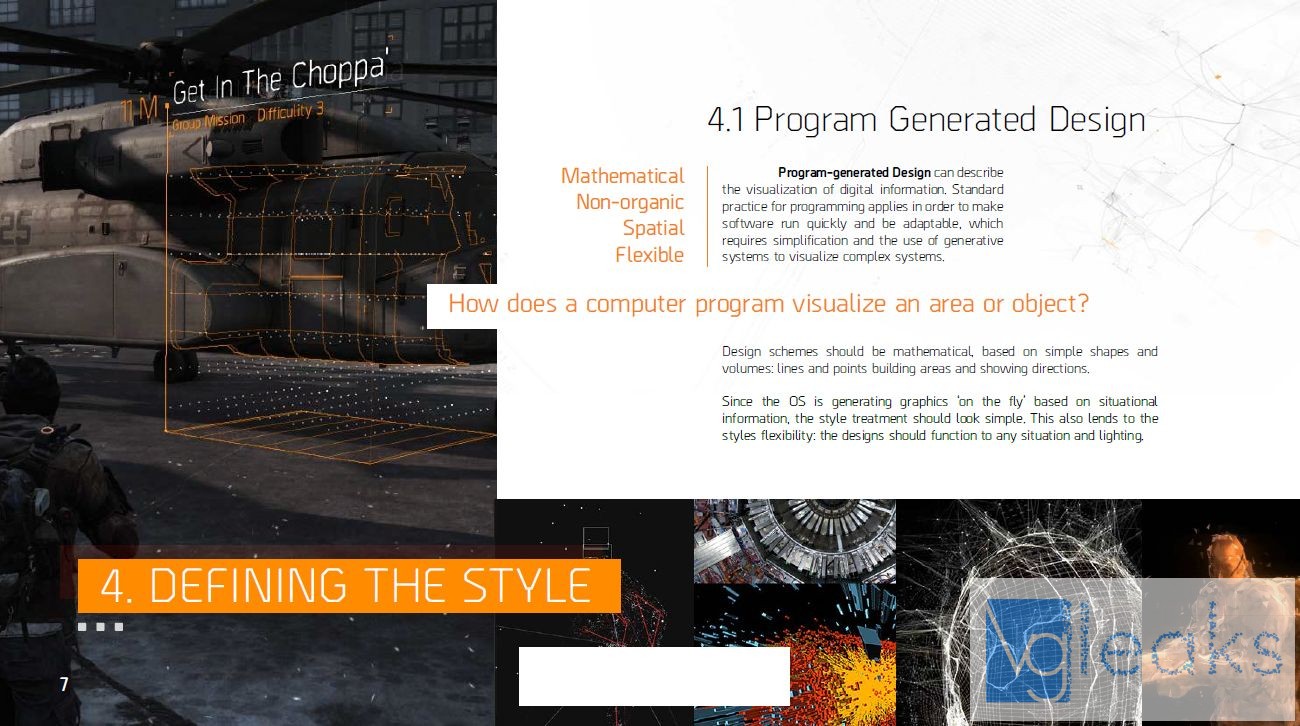 Get In The Choppa'
11 M
Group Mission Difficulity 3
25
4.1 Program Generated Design
Mathematical
Non-organic
Spatial
Flexible
Program-generated Design can describe
the visualization of digital information. Standard
practice for programming applies in order to make
software run quickly and be adaptable, which
requires simplification and the use of generative
systems to visualize complex systems.
How does a computer program visualize an area or object?
Design schemes should be mathematical, based on simple shapes and
volumes: lines and points building areas and showing directions.
Since the OS is generating graphics 'on the fly' based on situational
information, the style treatment should look simple. This also lends to the
styles flexibility: the designs should function to any situation and lighting.
4. DEFINING THE STYLE
7
vgleaks